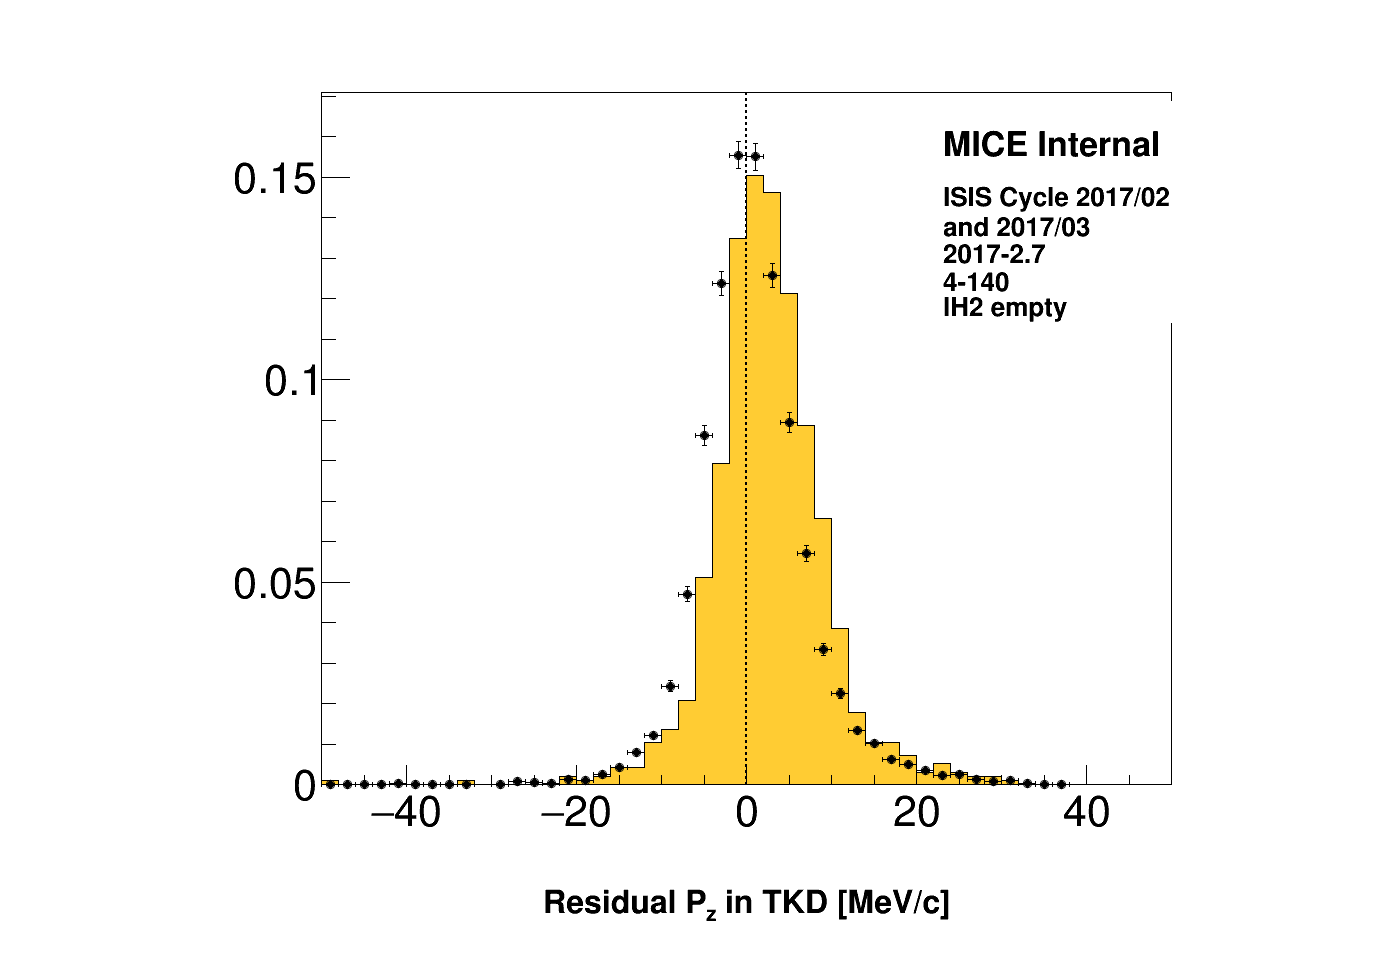 MICE Internal
ISIS Cycle 2017/02
and 2017/03
2017-2.7
4-140
lH2 empty
0.15
0.1
0.05
0
−40
−20
0
20
40
Residual Pz in TKD [MeV/c]